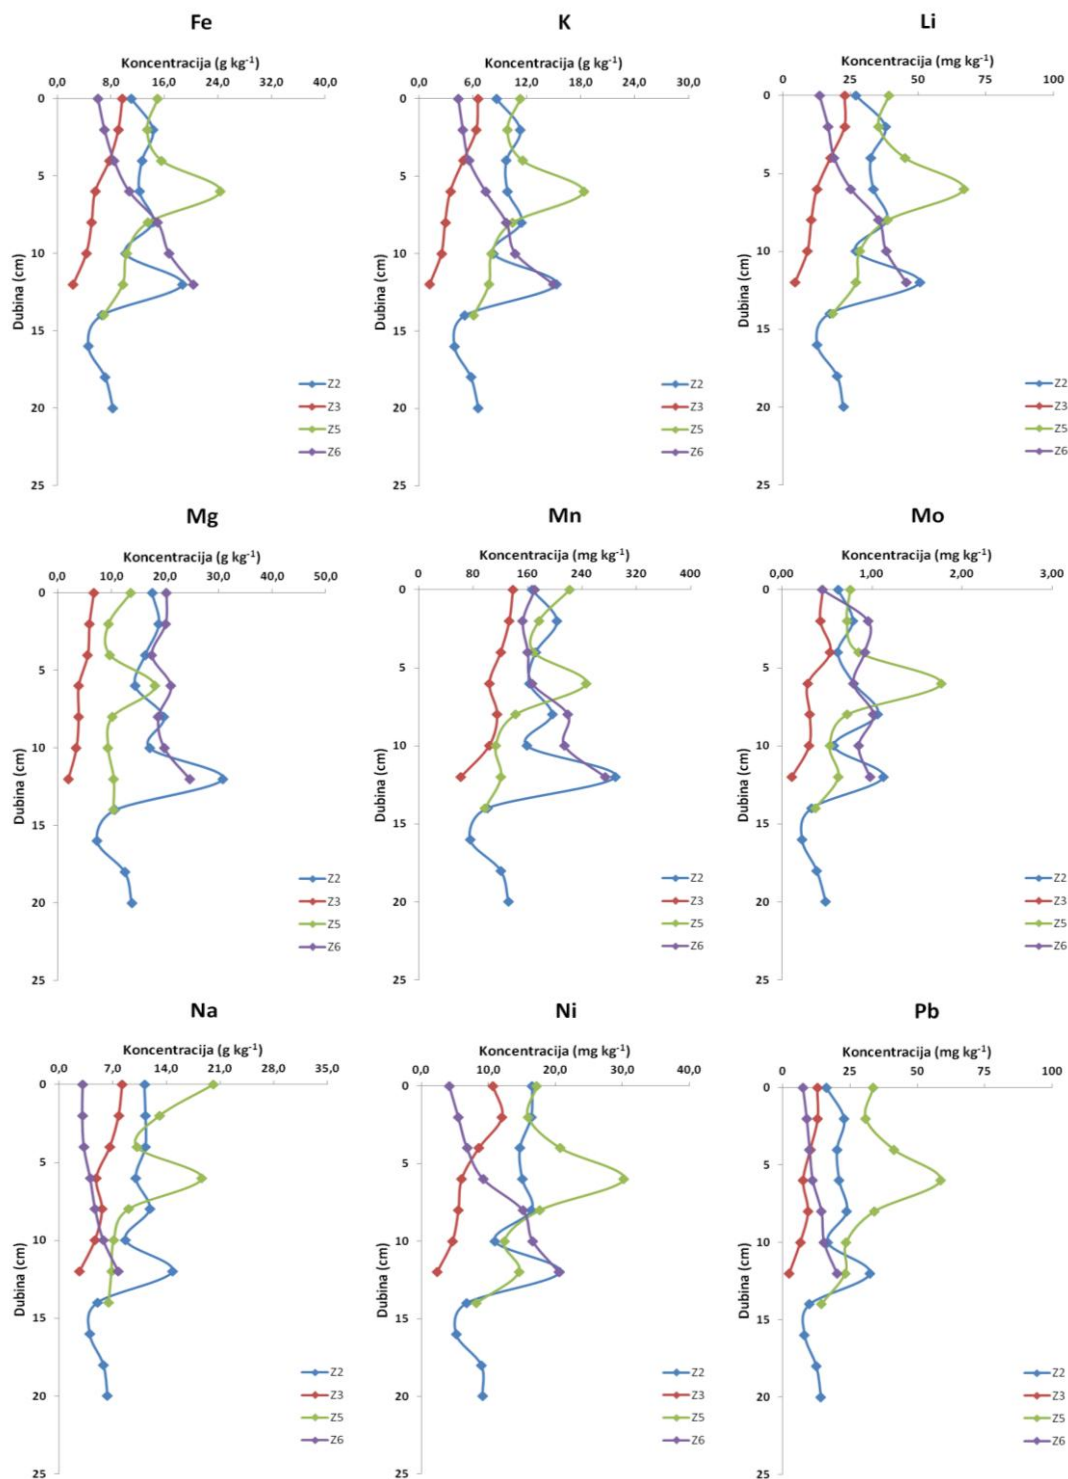 Fe
Koncentracija (g kg⁻¹)
0,0 8,0 16,0 24,0 32,0 40,0
0
5
10
15
20
25
Dubina (cm)
Z2
Z3
Z5
Z6
K
Koncentracija (g kg⁻¹)
0,0 6,0 12,0 18,0 24,0 30,0
0
5
10
15
20
25
Dubina (cm)
Z2
Z3
Z5
Z6
Li
Koncentracija (mg kg⁻¹)
0 25 50 75 100
0
5
10
15
20
25
Dubina (cm)
Z2
Z3
Z5
Z6
Mg
Koncentracija (g kg⁻¹)
0,0 10,0 20,0 30,0 40,0 50,0
0
5
10
15
20
25
Dubina (cm)
Z2
Z3
Z5
Z6
Mn
Koncentracija (mg kg⁻¹)
0 80 160 240 320 400
0
5
10
15
20
25
Dubina (cm)
Z2
Z3
Z5
Z6
Mo
Koncentracija (mg kg⁻¹)
0,00 1,00 2,00 3,00
0
5
10
15
20
25
Dubina (cm)
Z2
Z3
Z5
Z6
Na
Koncentracija (g kg⁻¹)
0,0 7,0 14,0 21,0 28,0 35,0
0
5
10
15
20
25
Dubina (cm)
Z2
Z3
Z5
Z6
Ni
Koncentracija (mg kg⁻¹)
0,0 10,0 20,0 30,0 40,0
0
5
10
15
20
25
Dubina (cm)
Z2
Z3
Z5
Z6
Pb
Koncentracija (mg kg⁻¹)
0 25 50 75 100
0
5
10
15
20
25
Dubina (cm)
Z2
Z3
Z5
Z6